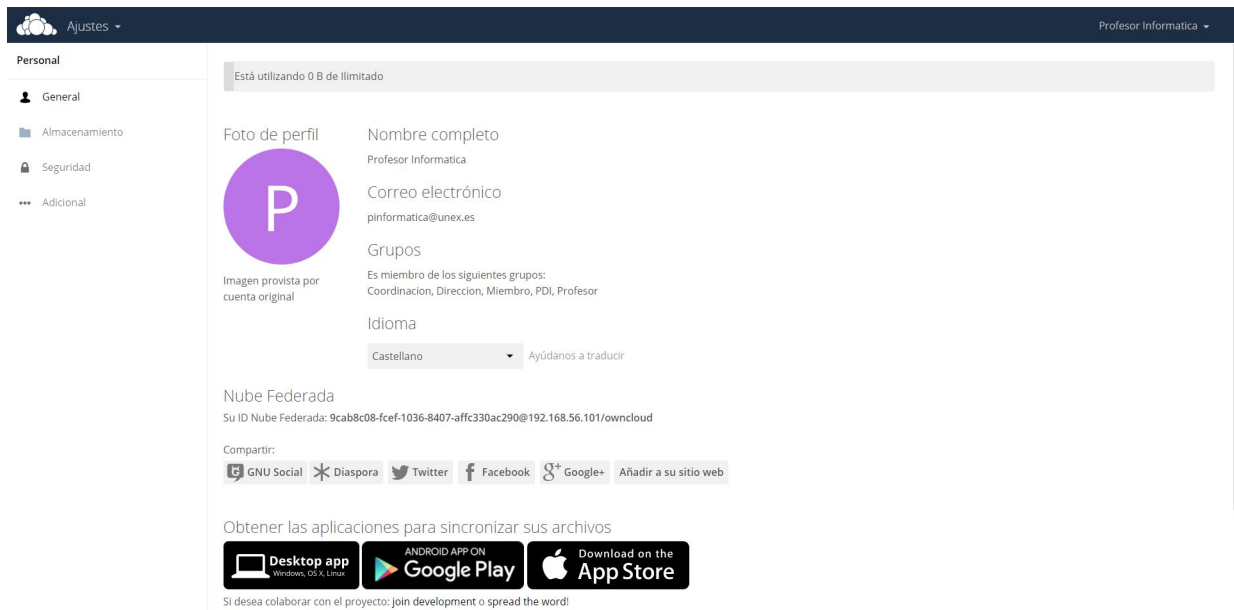 Ajustes
Profesor Informatica
Personal
General
Almacenamiento
Seguridad
Adicional
Está utilizando 0 B de Ilimitado
Foto de perfil
P
Imagen provista por
cuenta original
Nombre completo
Profesor Informatica
Correo electrónico
pinformatica@unex.es
Grupos
Es miembro de los siguientes grupos:
Coordinacion, Direccion, Miembro, PDI, Profesor
Idioma
Castellano
Ayúdanos a traducir
Nube Federada
Su ID Nube Federada: 9cab8c08-fcef-1036-8407-affc330ac290@192.168.56.101/owncloud
Compartir:
GNU Social
Diaspora
Twitter
Facebook
g+ Google+
Añadir a su sitio web
Obtener las aplicaciones para sincronizar sus archivos
Desktop app
Windows, OS X, Linux
ANDROID APP ON
Google Play
Download on the
App Store
Si desea colaborar con el proyecto: join development o spread the word!